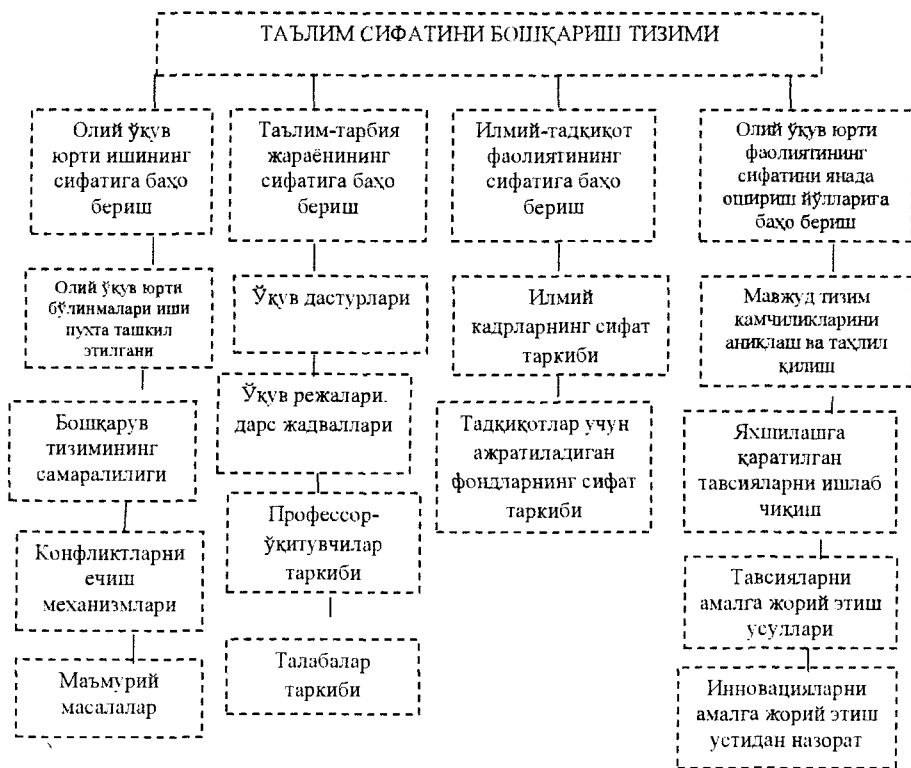 ТАЪЛИМ СИФАТИНИ БОШҚАРИШ ТИЗИМИ
Олий ўқув
юрти ишининг
сифатига баҳо
бериш
Олий ўқув юрти
бўлинмалари иши
пухта ташкил
этилгани
Бошқарув
тизимининг
самаралилиги
Конфликтларни
ечиш
механизмлари
Маъмурий
масалалар
Таълим-тарбия
жараёнининг
сифатига баҳо
бериш
Ўқув дастурлари
Ўқув режалари.
дарс жадваллари
Профессор-
ўқитувчилар
таркиби
Талабалар
таркиби
Илмий-тадқиқот
фаолиятининг
сифатига баҳо
бериш
Илмий
кадрларнинг сифат
таркиби
Тадқиқотлар учун
ажратиладиган
фондларнинг сифат
таркиби
Олий ўқув юрти
фаолиятининг
сифатини янада
ошириш йўлларига
баҳо бериш
Мавжуд тизим
камчиликларини
аниқлаш ва таҳлил
қилиш
Яхшилашга
қаратилган
тавсияларни ишлаб
чиқиш
Тавсияларни
амалга жорий этиш
усуллари
Инновацияларни
амалга жорий этиш
устидан назорат